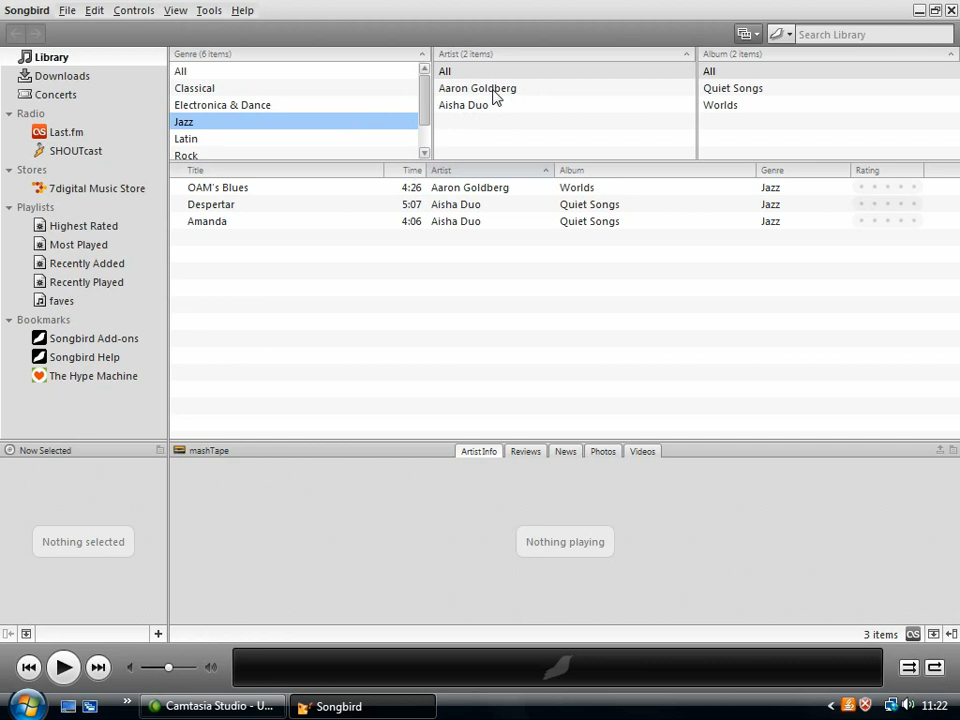 Songbird File Edit Controls View Tools Help
Search Library
Library
Downloads
Concerts
Radio
Last.fm
SHOUTcast
Stores
7digital Music Store
Playlists
Highest Rated
Most Played
Recently Added
Recently Played
faves
Bookmarks
Songbird Add-ons
Songbird Help
The Hype Machine
Genre (6 items)
All
Classical
Electronica & Dance
Jazz
Latin
Rock
Artist (2 items)
All
Aaron Goldberg
Aisha Duo
Album (2 items)
All
Quiet Songs
Worlds
Title Time Artist Album Genre Rating
OAM's Blues 4:26 Aaron Goldberg Worlds Jazz
Despertar 5:07 Aisha Duo Quiet Songs Jazz
Amanda 4:06 Aisha Duo Quiet Songs Jazz
Now Selected
Nothing selected
mashTape Artist Info Reviews News Photos Videos
Nothing playing
3 items
Camtasia Studio - U... Songbird 11:22